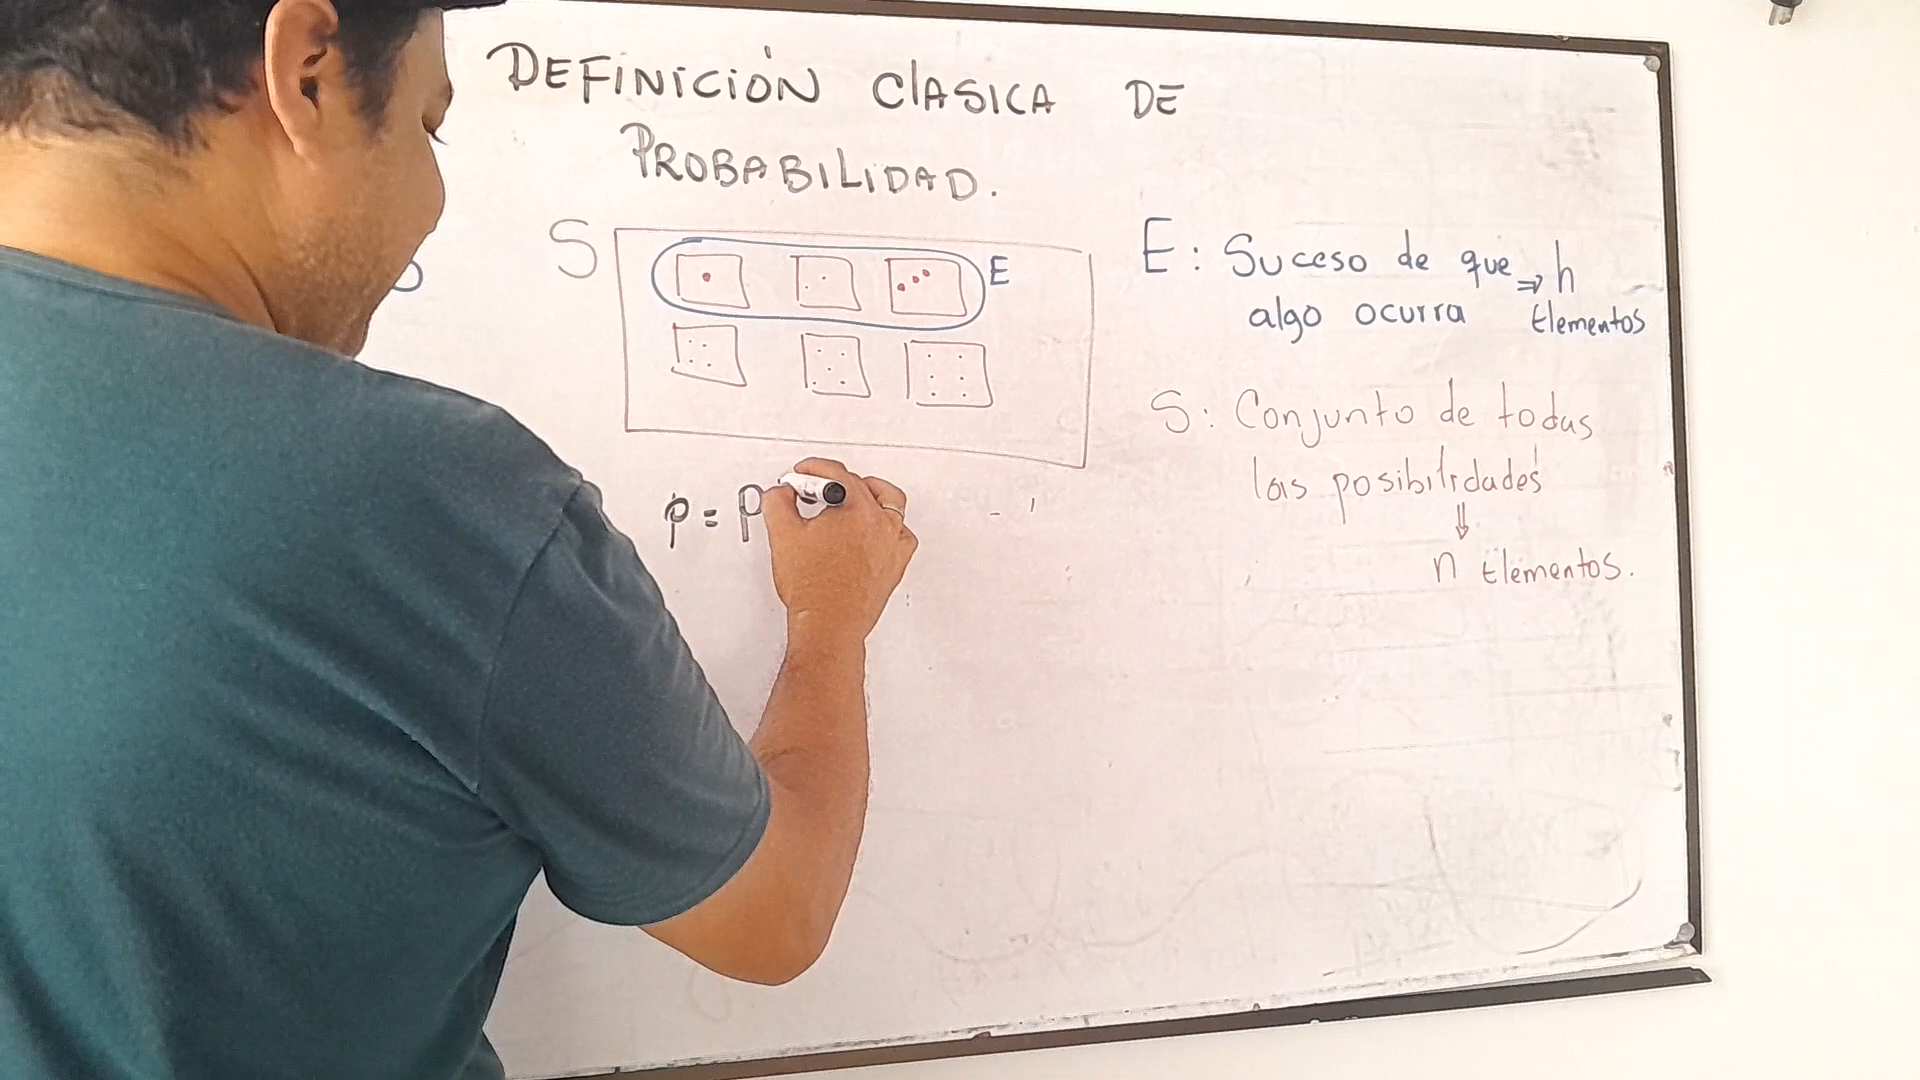 DEFINICIÓN CLASICA DE
PROBABILIDAD.
S
E
E: Suceso de que ⇒ h
algo ocurra Elementos
S: Conjunto de todas
las posibilidades
⇓
n Elementos.
p = P